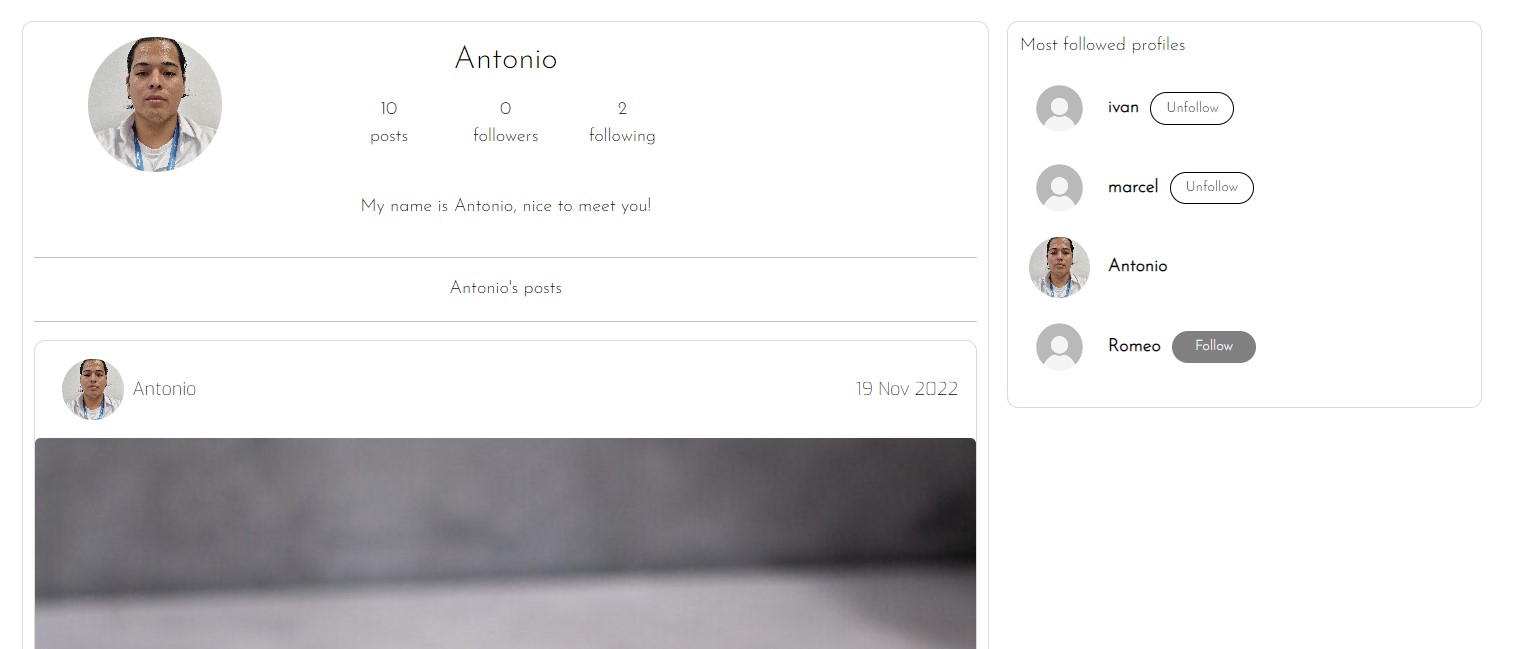 Antonio
10 0 2
posts followers following
My name is Antonio, nice to meet you!
Antonio's posts
Antonio 19 Nov 2022
Most followed profiles
ivan Unfollow
marcel Unfollow
Antonio
Romeo Follow